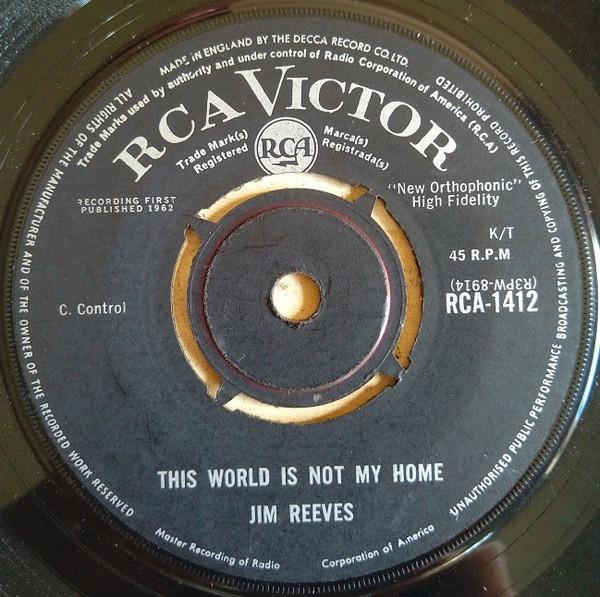 MADE IN ENGLAND BY THE DECCA RECORD CO. LTD.
Trade Marks used by authority and under control of Radio Corporation of America (R.C.A)
ALL RIGHTS OF THE MANUFACTURER AND OF THE OWNER OF THE RECORDED WORK RESERVED
UNAUTHORISED PUBLIC PERFORMANCE BROADCASTING AND COPYING OF THIS RECORD PROHIBITED
RCA VICTOR
Trade Mark(s)
Registered
RCA
Marca(s)
Registrada(s)
RECORDING FIRST
PUBLISHED 1962
"New Orthophonic"
High Fidelity
K/T
45 R.P.M
(R3PW-8914)
RCA-1412
C. Control
THIS WORLD IS NOT MY HOME
JIM REEVES
Master Recording of Radio Corporation of America